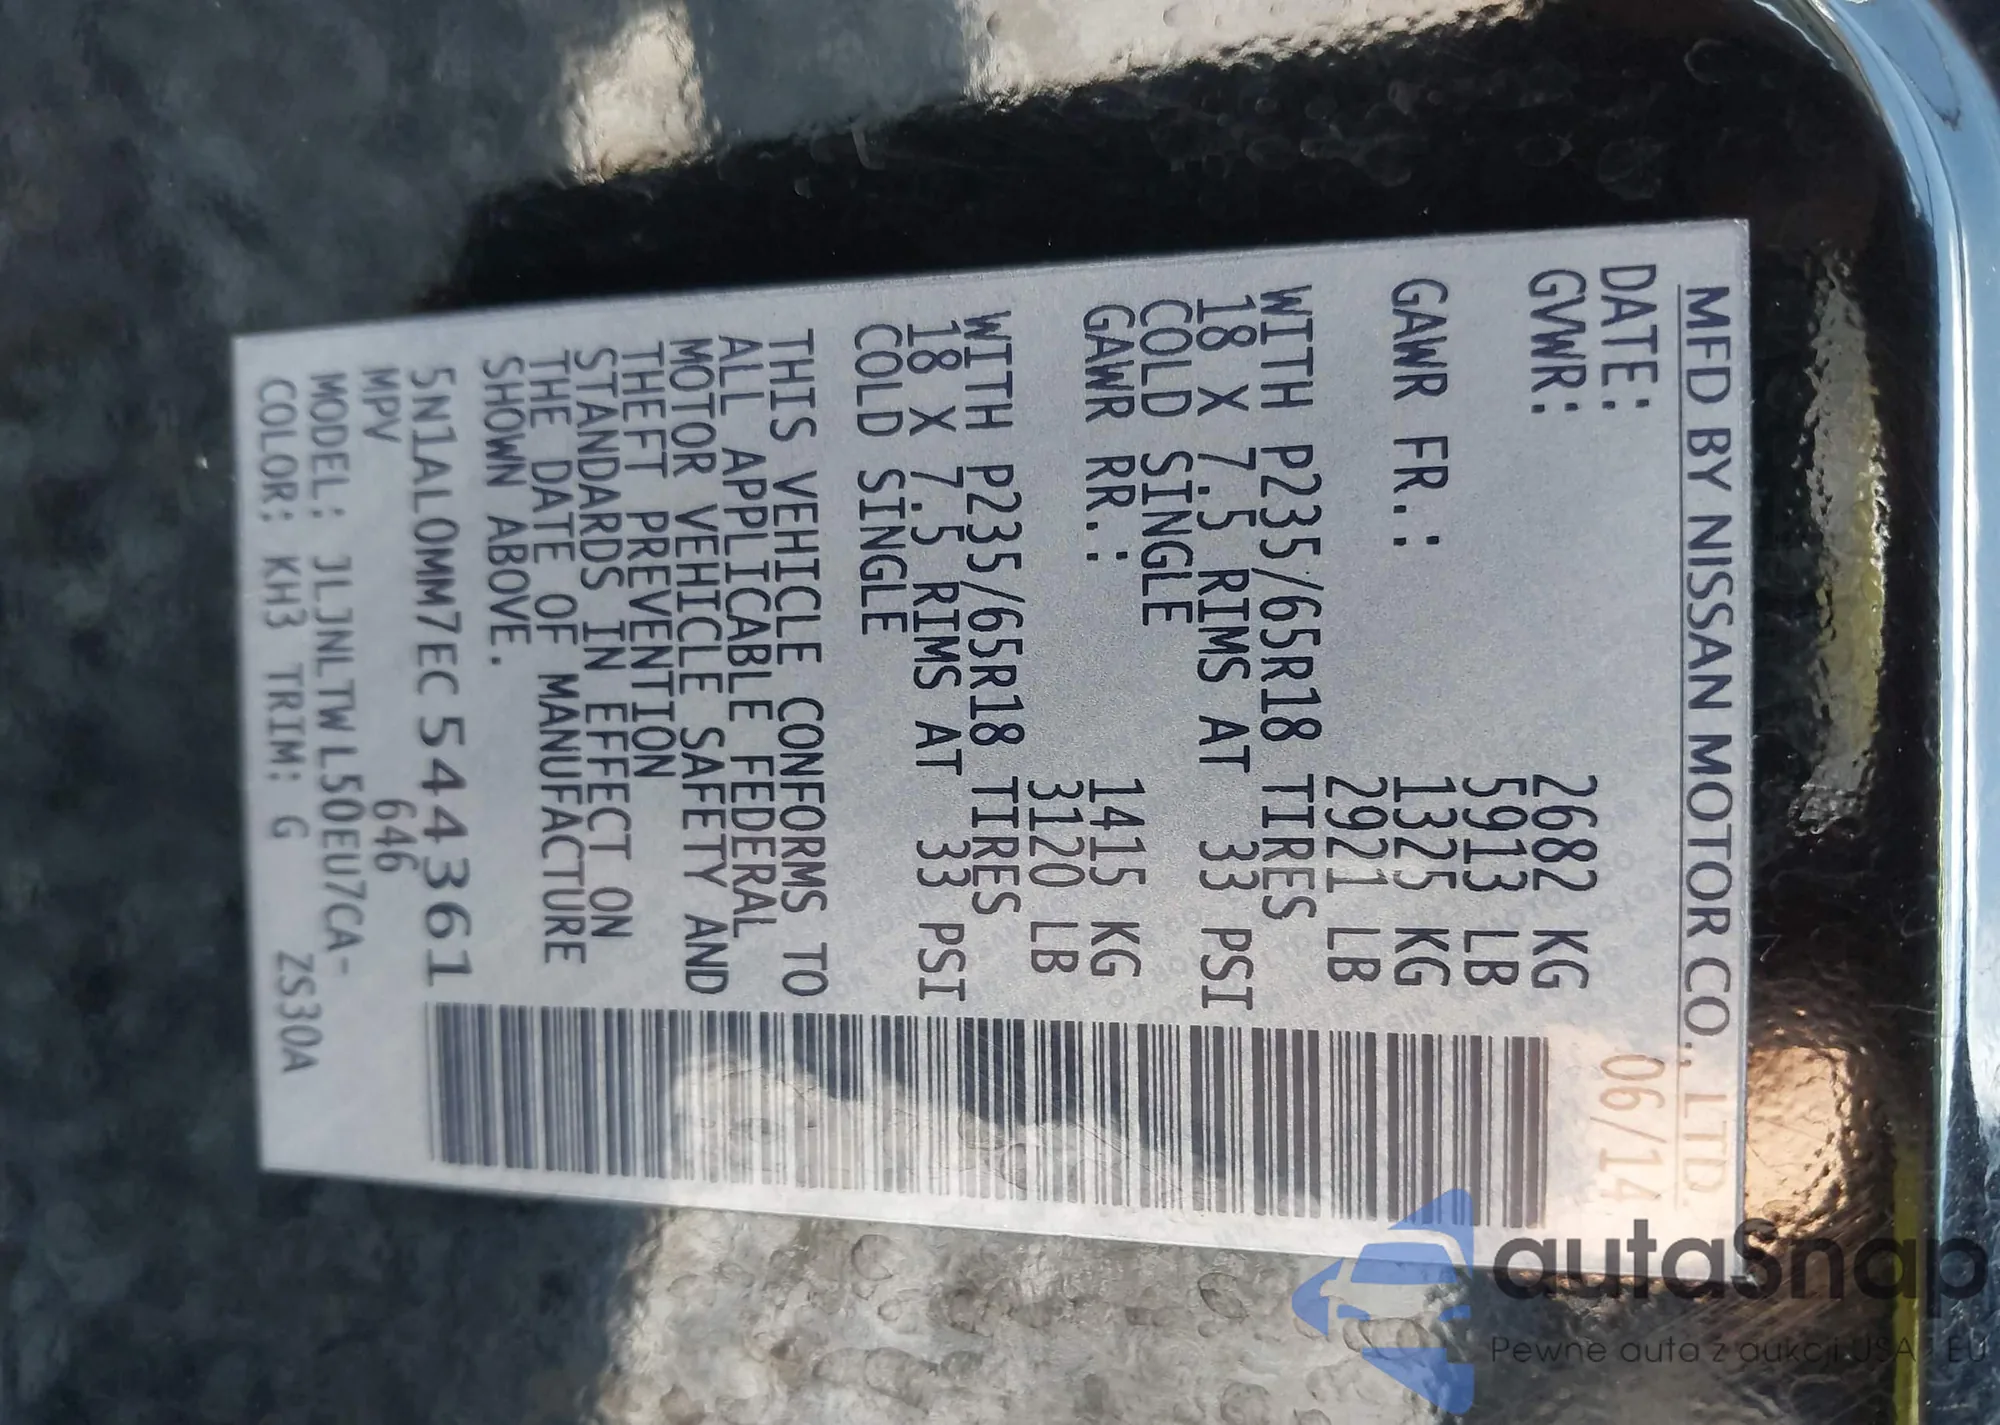 MFD BY NISSAN MOTOR CO., LTD.
DATE: 06/14
GVWR: 2682 KG
5913 LB
GAWR FR.: 1325 KG
2921 LB
WITH P235/65R18 TIRES
18 X 7.5 RIMS AT 33 PSI
COLD SINGLE
GAWR RR.: 1415 KG
3120 LB
WITH P235/65R18 TIRES
18 X 7.5 RIMS AT 33 PSI
COLD SINGLE
THIS VEHICLE CONFORMS TO
ALL APPLICABLE FEDERAL
MOTOR VEHICLE SAFETY AND
THEFT PREVENTION
STANDARDS IN EFFECT ON
THE DATE OF MANUFACTURE
SHOWN ABOVE.
5N1AL0MM7EC544361
MPV 646
MODEL: JLJNLTWL50EU7CA-
COLOR: KH3 TRIM: G ZS30A
autaSnap
Pewne auta z aukcji USA i EU